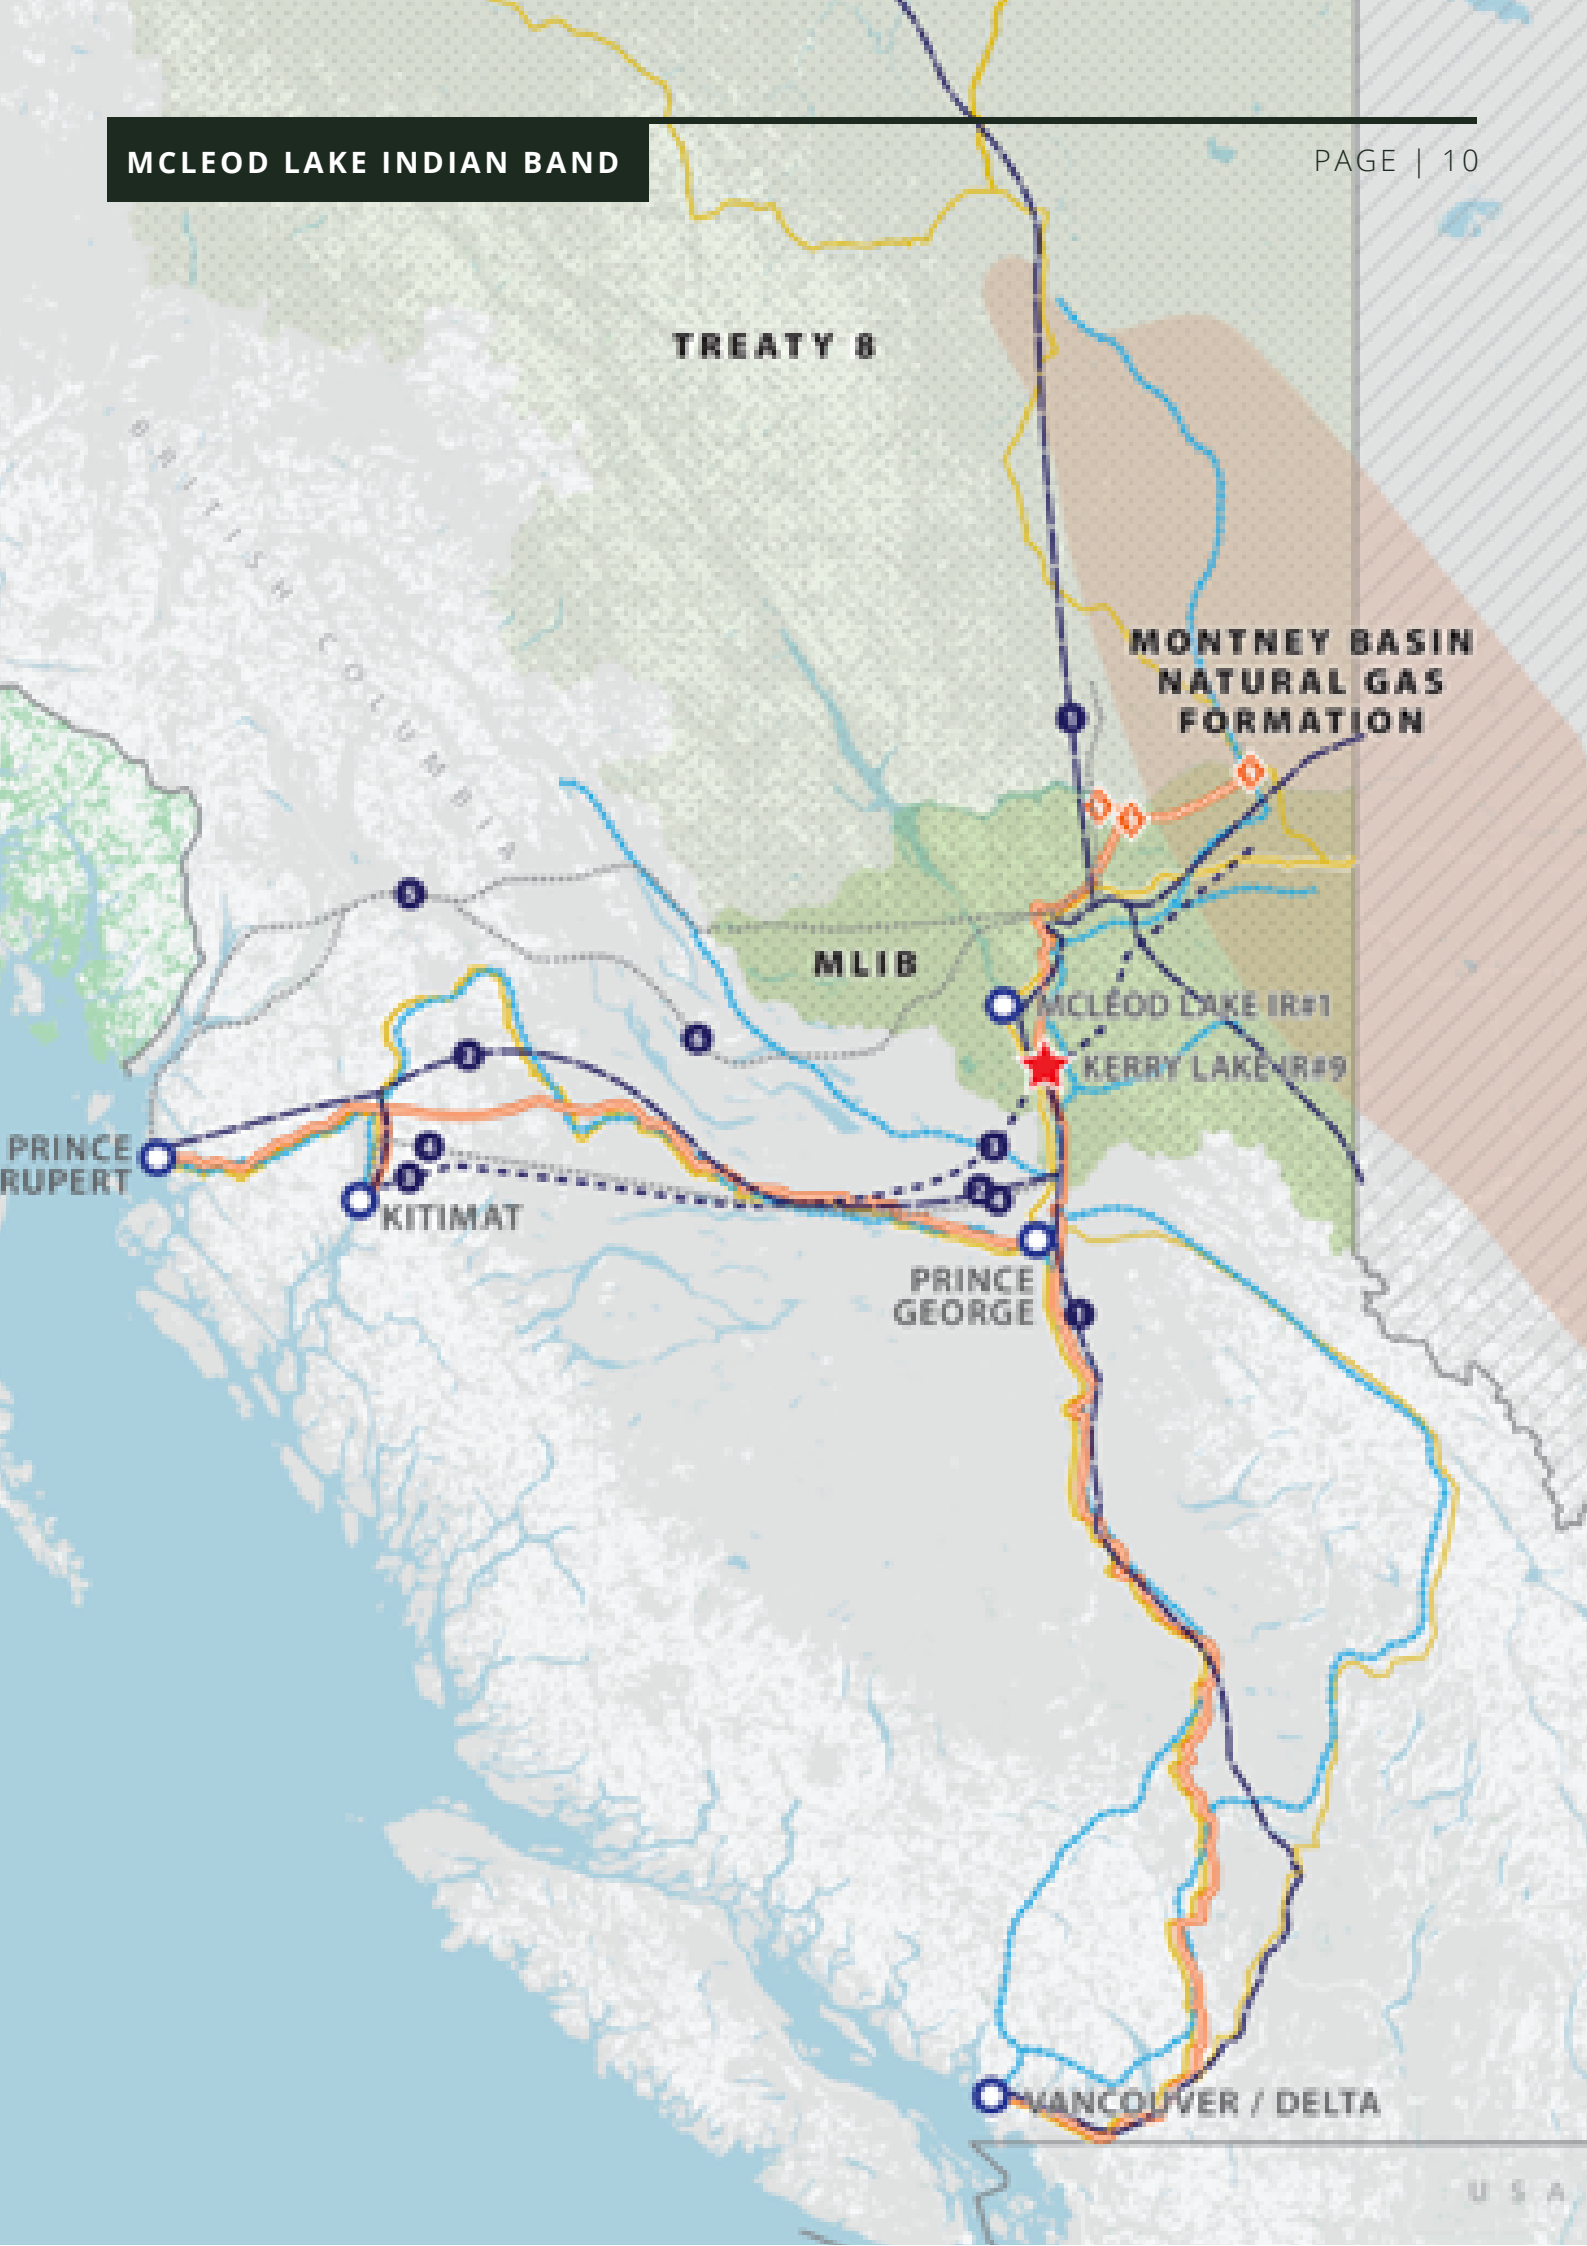 MCLEOD LAKE INDIAN BAND
PAGE | 10
TREATY 8
BRITISH COLUMBIA
MONTNEY BASIN
NATURAL GAS
FORMATION
MLIB
MCLEOD LAKE IR#1
KERRY LAKE IR#9
PRINCE
RUPERT
KITIMAT
PRINCE
GEORGE
VANCOUVER / DELTA
USA